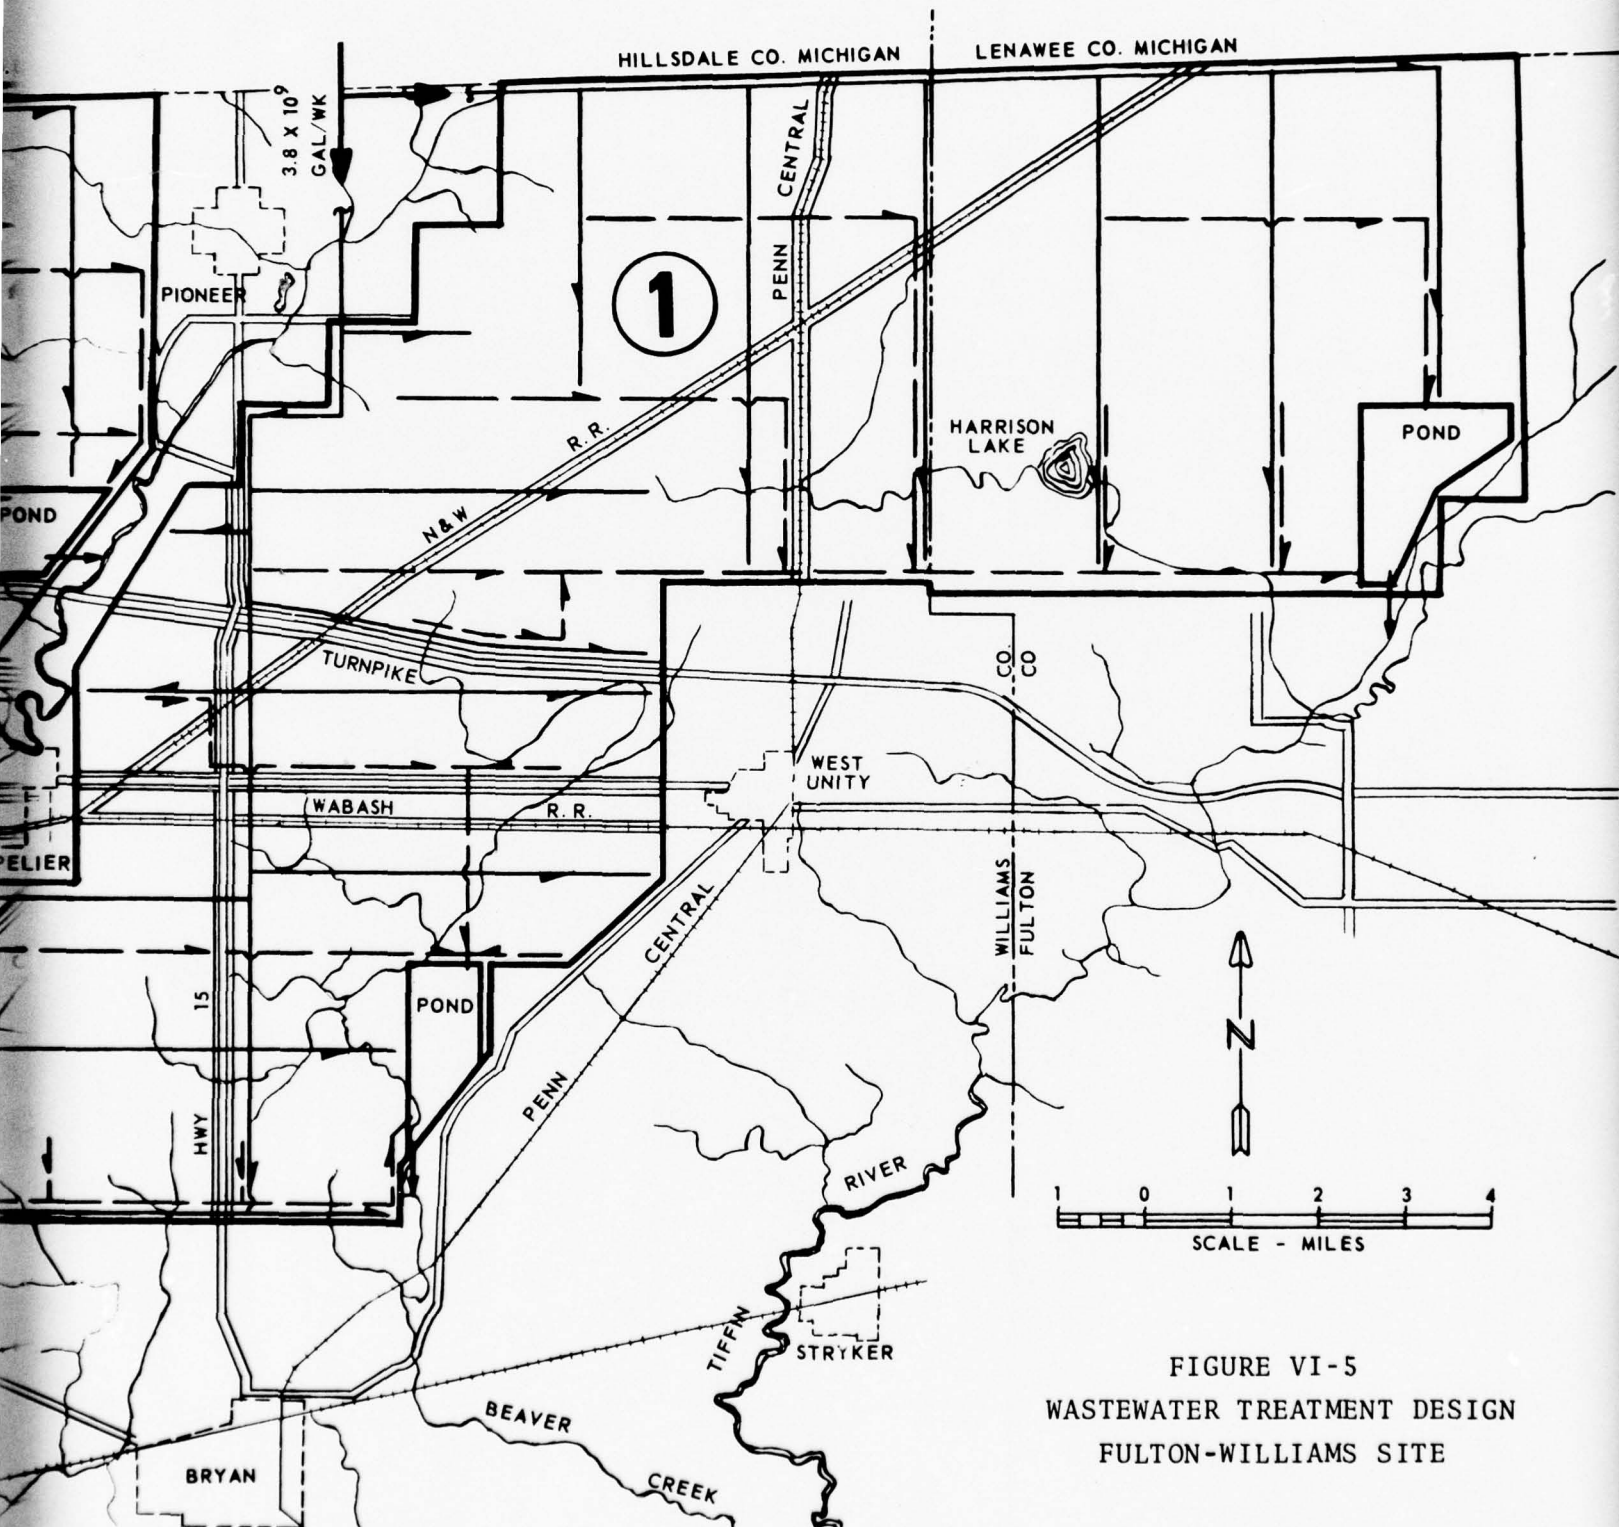 HILLSDALE CO. MICHIGAN
LENAWEE CO. MICHIGAN
3.8 X 10⁹
GAL/WK
PENN CENTRAL
1
PIONEER
HARRISON
LAKE
POND
N&W R.R.
POND
TURNPIKE
CO.
CO
WEST
UNITY
WABASH R.R.
PELIER
WILLIAMS
FULTON
PENN CENTRAL
HWY 15
POND
N
1 0 1 2 3 4
SCALE - MILES
TIFFIN RIVER
STRYKER
BEAVER CREEK
BRYAN
FIGURE VI-5
WASTEWATER TREATMENT DESIGN
FULTON-WILLIAMS SITE